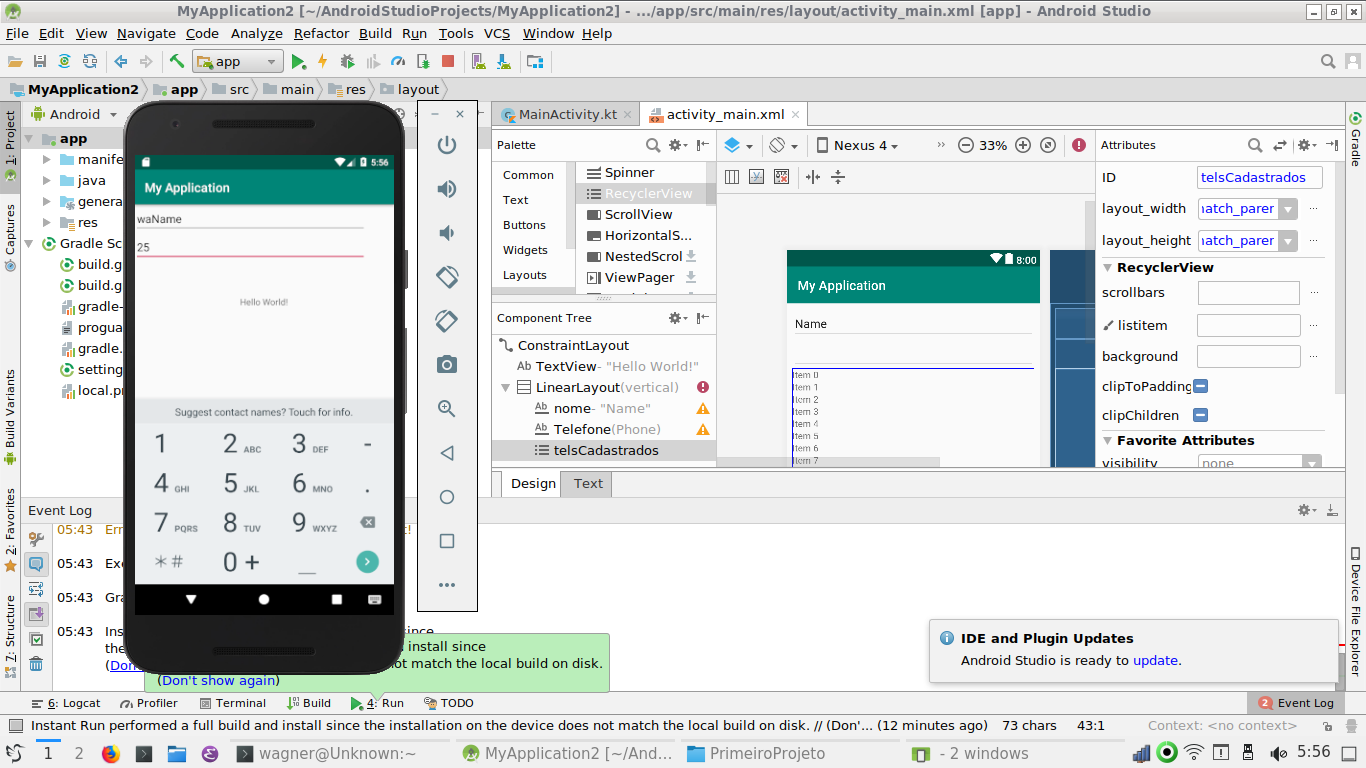 MyApplication2 [~/AndroidStudioProjects/MyApplication2] - .../app/src/main/res/layout/activity_main.xml [app] - Android Studio
File Edit View Navigate Code Analyze Refactor Build Run Tools VCS Window Help
app
MyApplication2 app src main res layout
1: Project
Captures
Build Variants
2: Favorites
7: Structure
Android
app
manife
java
genera
res
Gradle Sc
build.g
build.g
gradle-
progua
gradle.
setting
local.pr
5:56
My Application
waName
25
Hello World!
Suggest contact names? Touch for info.
1 2 ABC 3 DEF -
4 GHI 5 JKL 6 MNO .
7 PQRS 8 TUV 9 WXYZ
*# 0 + _
MainActivity.kt activity_main.xml
Palette
Common
Text
Buttons
Widgets
Layouts
Spinner
RecyclerView
ScrollView
HorizontalS...
NestedScrol
ViewPager
Component Tree
ConstraintLayout
Ab TextView - "Hello World!"
LinearLayout(vertical)
Ab nome - "Name"
Ab Telefone(Phone)
telsCadastrados
Nexus 4 33%
8:00
My Application
Name
Item 0
Item 1
Item 2
Item 3
Item 4
Item 5
Item 6
Item 7
Attributes
ID telsCadastrados
layout_width match_parer
layout_height match_parer
RecyclerView
scrollbars
listitem
background
clipToPadding
clipChildren
Favorite Attributes
visibility none
Gradle
Device File Explorer
Design Text
Event Log
05:43 Err
05:43 Exe
05:43 Gra
05:43 Ins since
the
(Don
install since
not match the local build on disk.
(Don't show again)
IDE and Plugin Updates
Android Studio is ready to update.
6: Logcat Profiler Terminal Build 4: Run TODO 2 Event Log
Instant Run performed a full build and install since the installation on the device does not match the local build on disk. // (Don'... (12 minutes ago) 73 chars 43:1 Context: <no context>
1 2 wagner@Unknown:~ MyApplication2 [~/And... PrimeiroProjeto - 2 windows 5:56